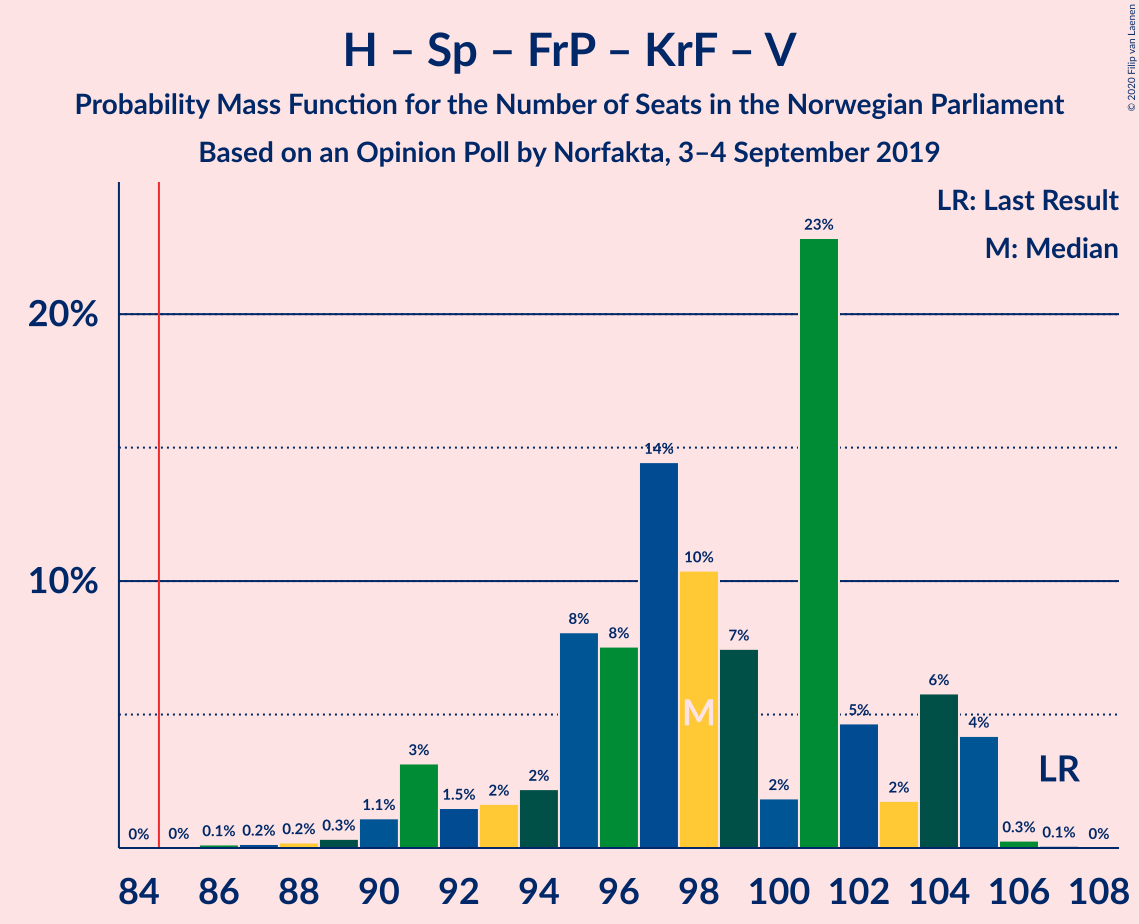 H – Sp – FrP – KrF – V
Probability Mass Function for the Number of Seats in the Norwegian Parliament
Based on an Opinion Poll by Norfakta, 3–4 September 2019
© 2020 Filip van Laenen
LR: Last Result
M: Median
20%
10%
0% 0% 0.1% 0.2% 0.2% 0.3% 1.1% 3% 1.5% 2% 2% 8% 8% 14% 10% 7% 2% 23% 5% 2% 6% 4% 0.3% 0.1% 0%
M
LR
84 86 88 90 92 94 96 98 100 102 104 106 108